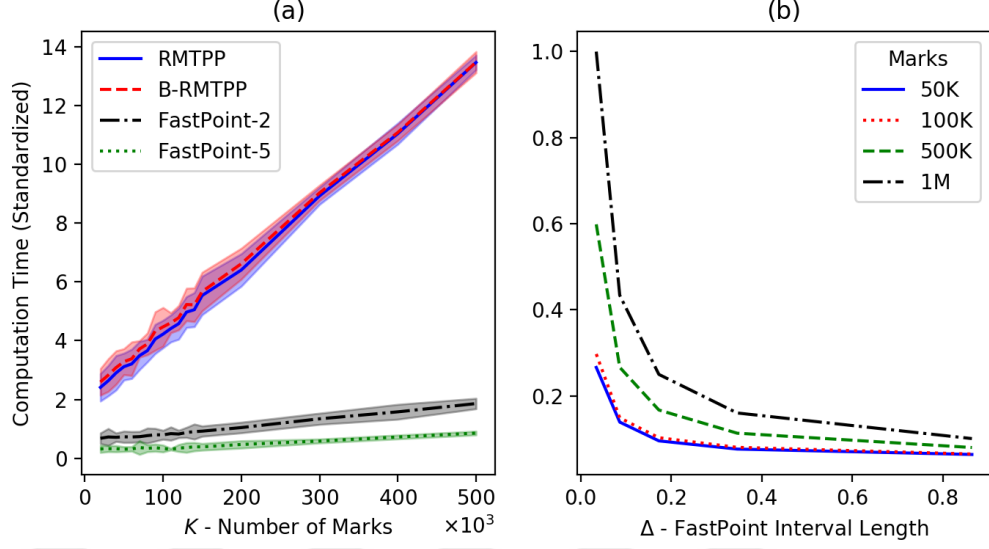 (a)
14
12
10
8
6
4
2
0
Computation Time (Standardized)
RMTPP
B-RMTPP
FastPoint-2
FastPoint-5
0 100 200 300 400 500
×10³
K - Number of Marks
(b)
1.0
0.8
0.6
0.4
0.2
Marks
50K
100K
500K
1M
0.0 0.2 0.4 0.6 0.8
Δ - FastPoint Interval Length